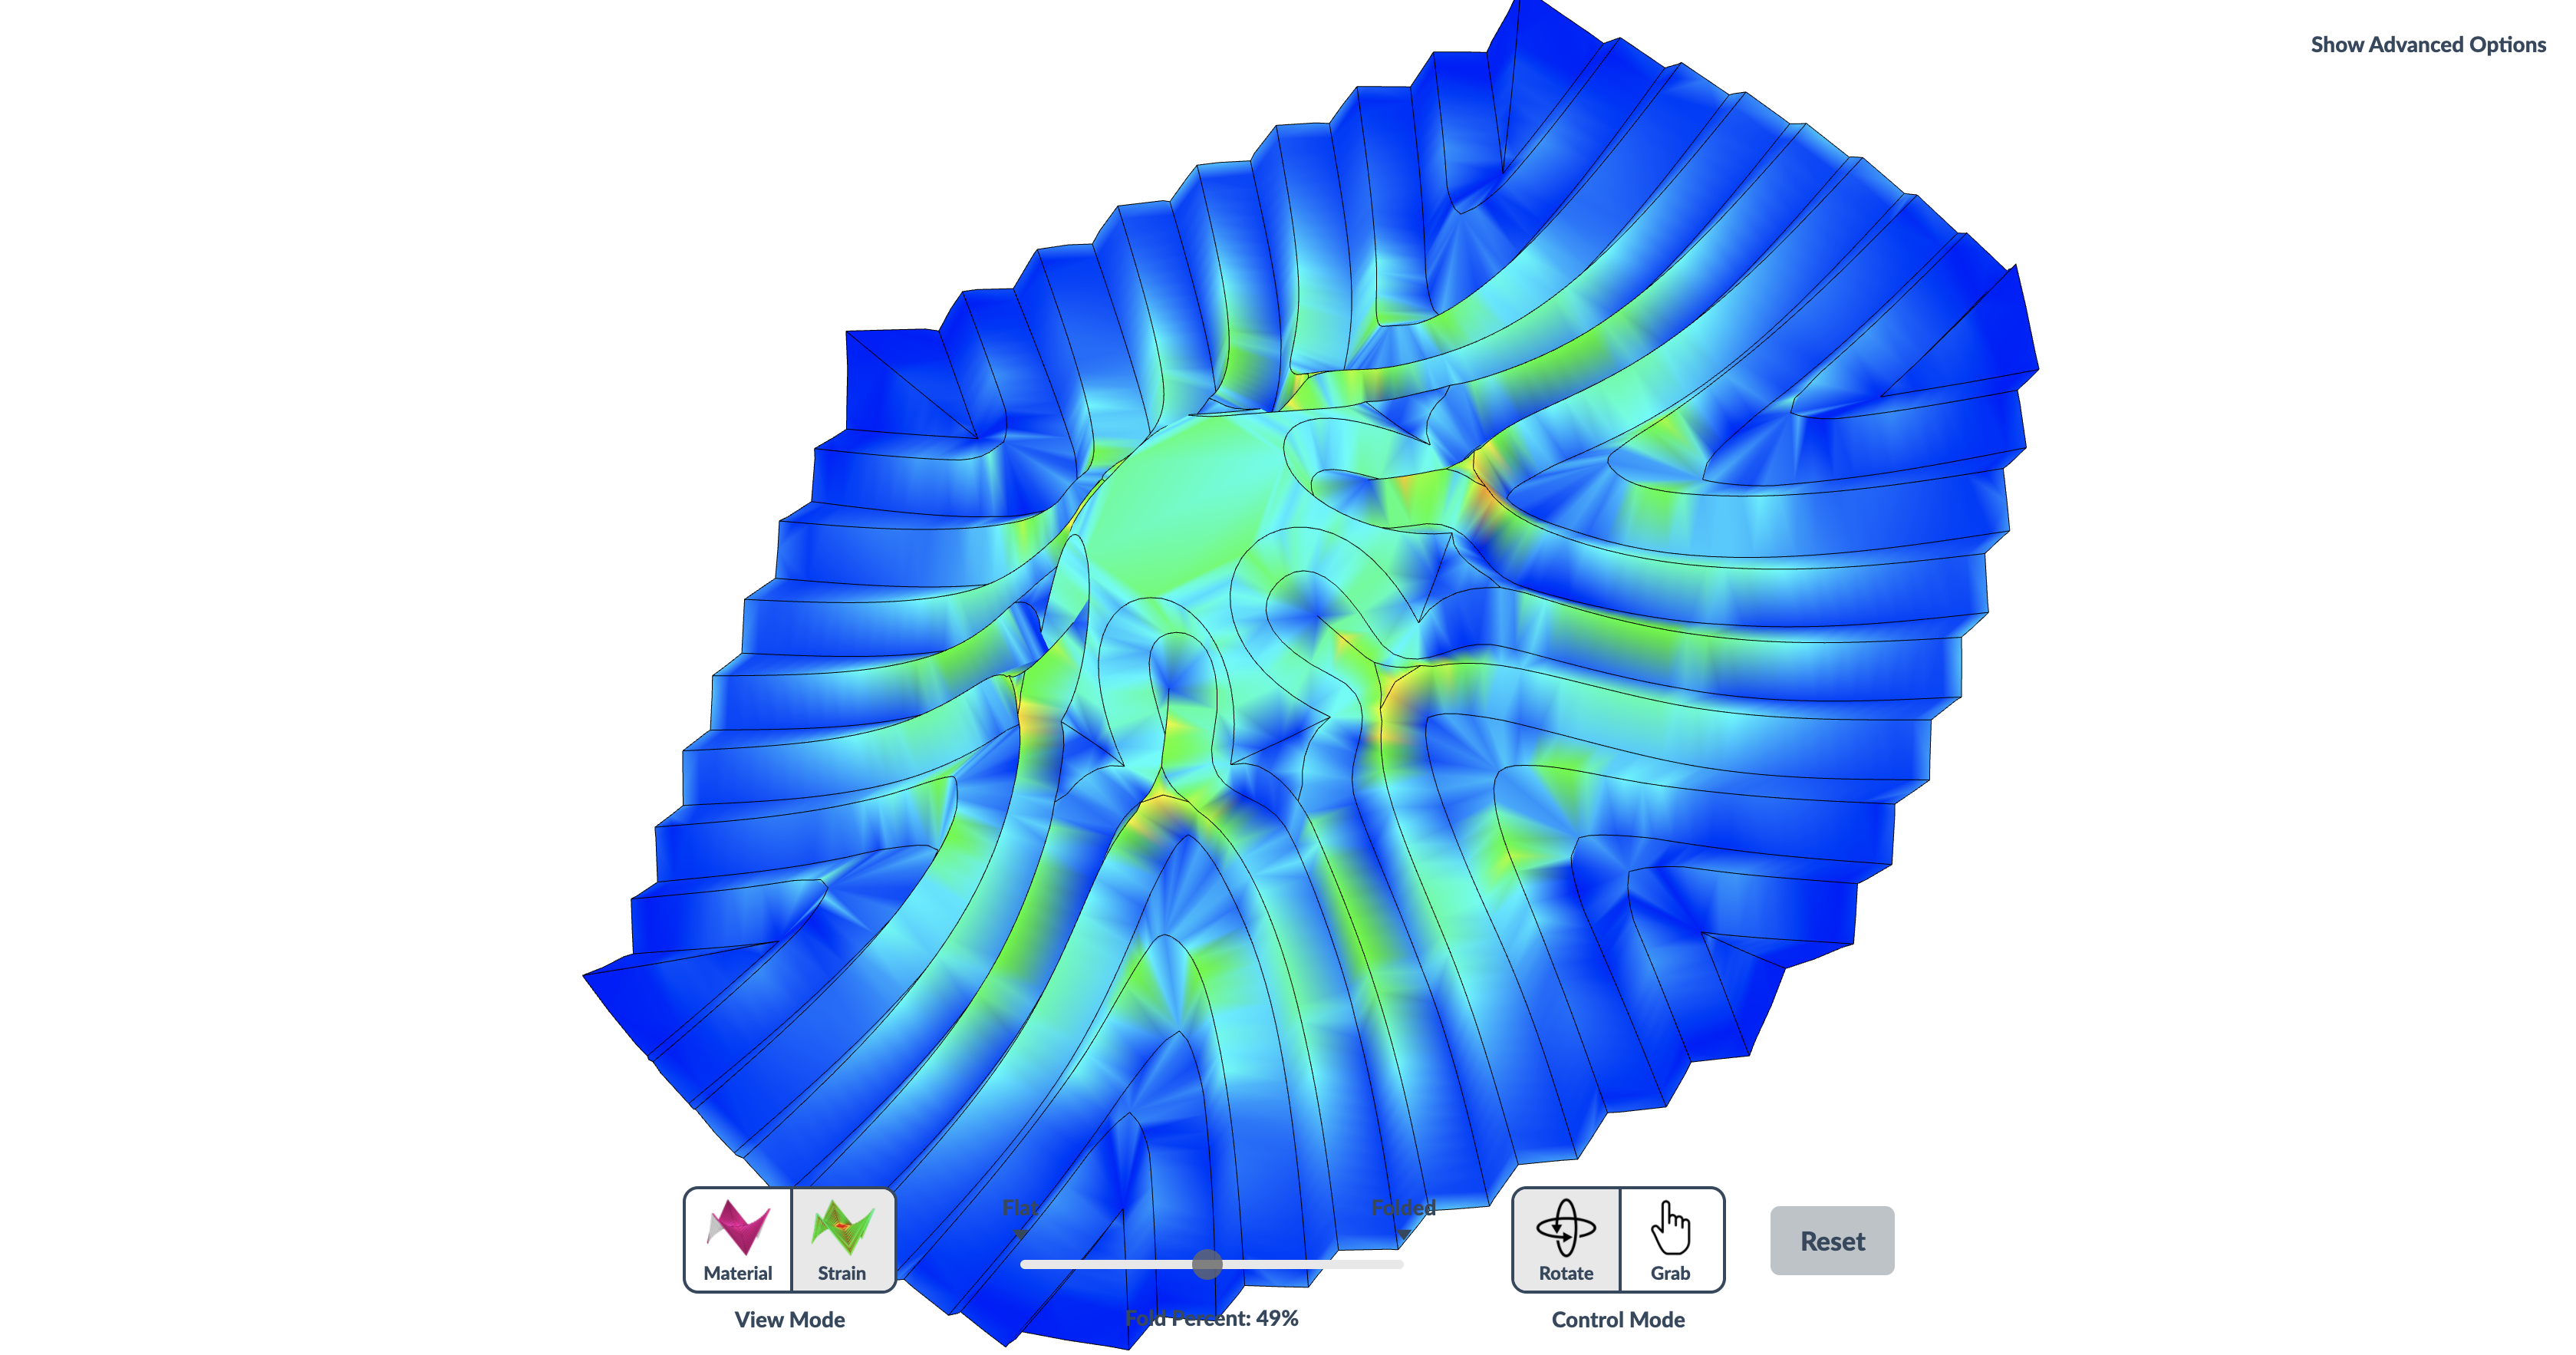 Show Advanced Options
Flat
Folded
Material
Strain
Rotate
Grab
Reset
View Mode
Fold Percent: 49%
Control Mode